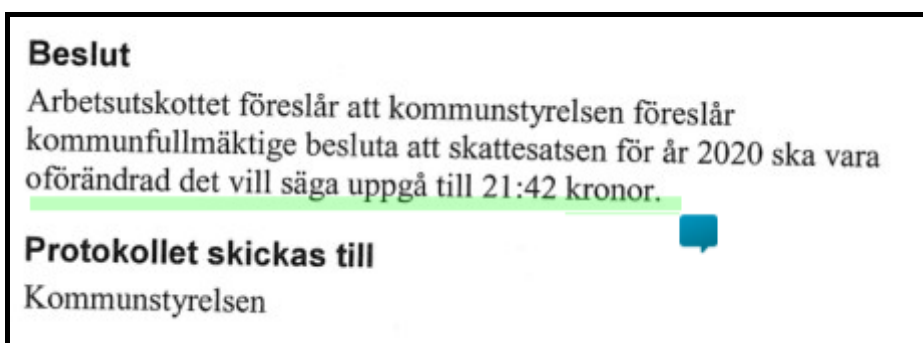 Beslut
Arbetsutskottet föreslår att kommunstyrelsen föreslår
kommunfullmäktige besluta att skattesatsen för år 2020 ska vara
oförändrad det vill säga uppgå till 21:42 kronor.
Protokollet skickas till
Kommunstyrelsen